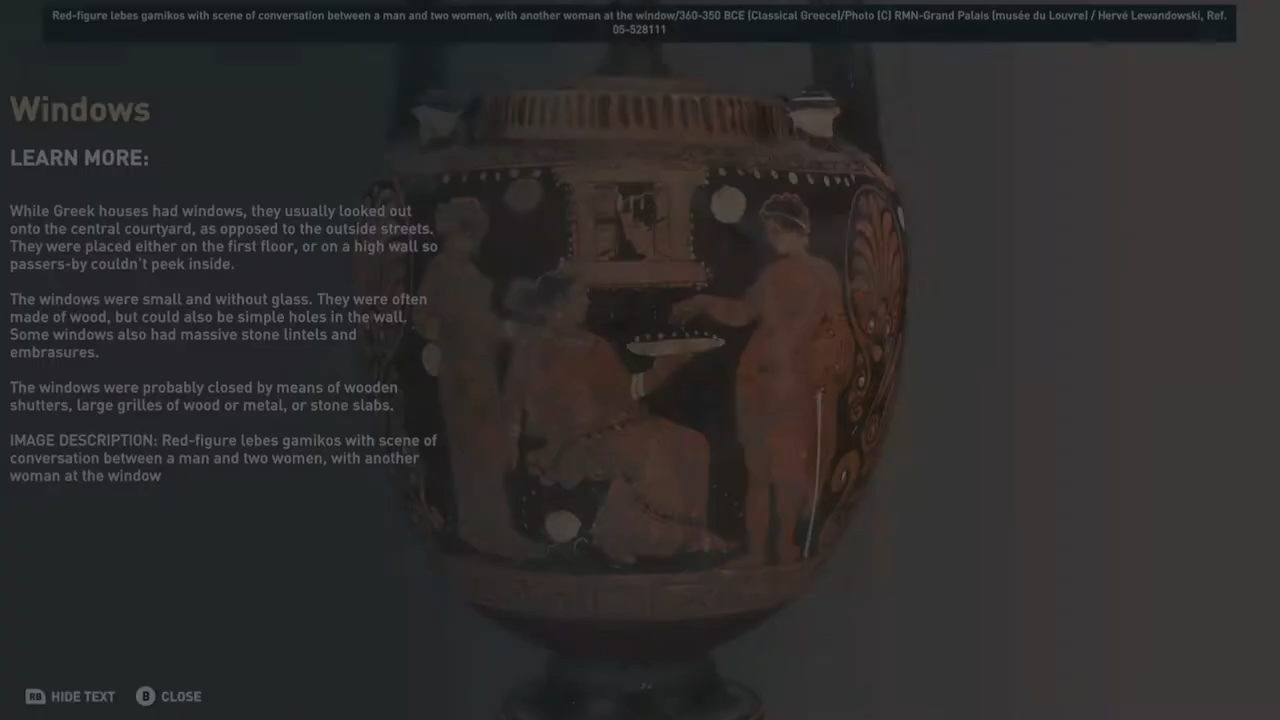 Red-figure lebes gamikos with scene of conversation between a man and two women, with another woman at the window/360-350 BCE (Classical Greece)/Photo (C) RMN-Grand Palais (musée du Louvre) / Hervé Lewandowski, Ref.
05-528111
Windows
LEARN MORE:
While Greek houses had windows, they usually looked out
onto the central courtyard, as opposed to the outside streets.
They were placed either on the first floor, or on a high wall so
passers-by couldn't peek inside.
The windows were small and without glass. They were often
made of wood, but could also be simple holes in the wall.
Some windows also had massive stone lintels and
embrasures.
The windows were probably closed by means of wooden
shutters, large grilles of wood or metal, or stone slabs.
IMAGE DESCRIPTION: Red-figure lebes gamikos with scene of
conversation between a man and two women, with another
woman at the window
RB HIDE TEXT B CLOSE